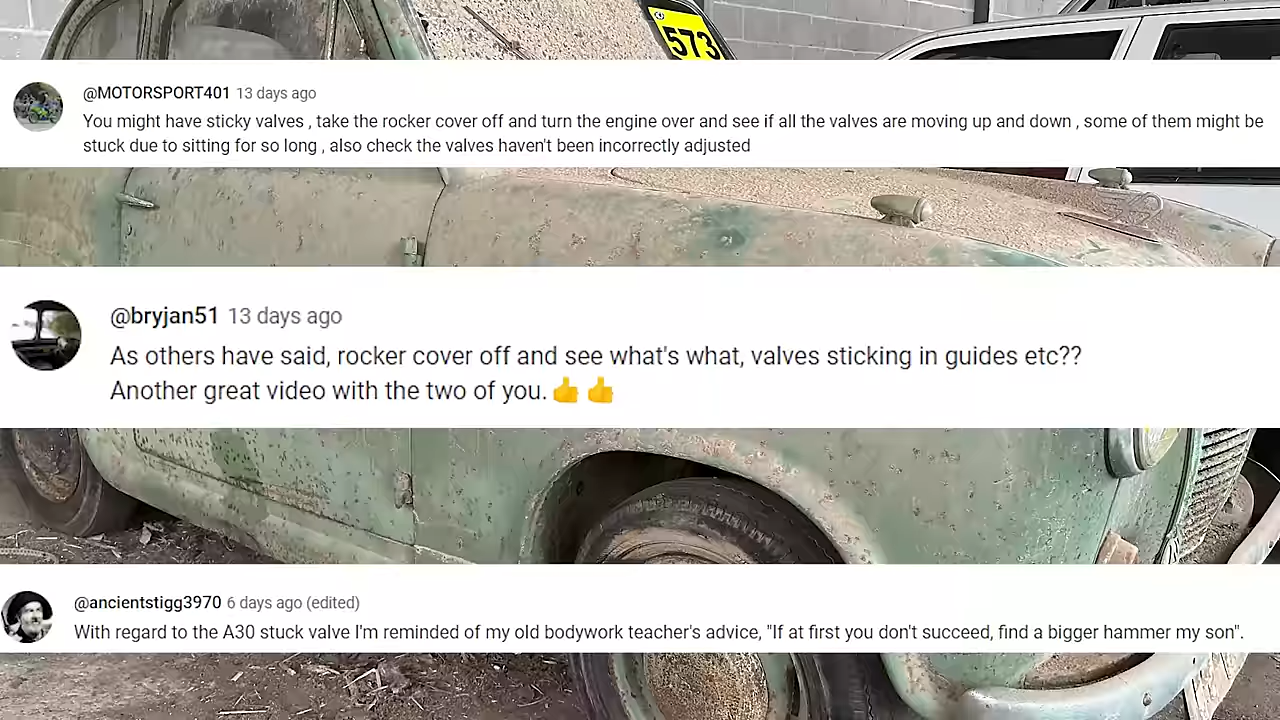 573
@MOTORSPORT401 13 days ago
You might have sticky valves , take the rocker cover off and turn the engine over and see if all the valves are moving up and down , some of them might be
stuck due to sitting for so long , also check the valves haven't been incorrectly adjusted
@bryjan51 13 days ago
As others have said, rocker cover off and see what's what, valves sticking in guides etc??
Another great video with the two of you.👍👍
@ancientstigg3970 6 days ago (edited)
With regard to the A30 stuck valve I'm reminded of my old bodywork teacher's advice, "If at first you don't succeed, find a bigger hammer my son".